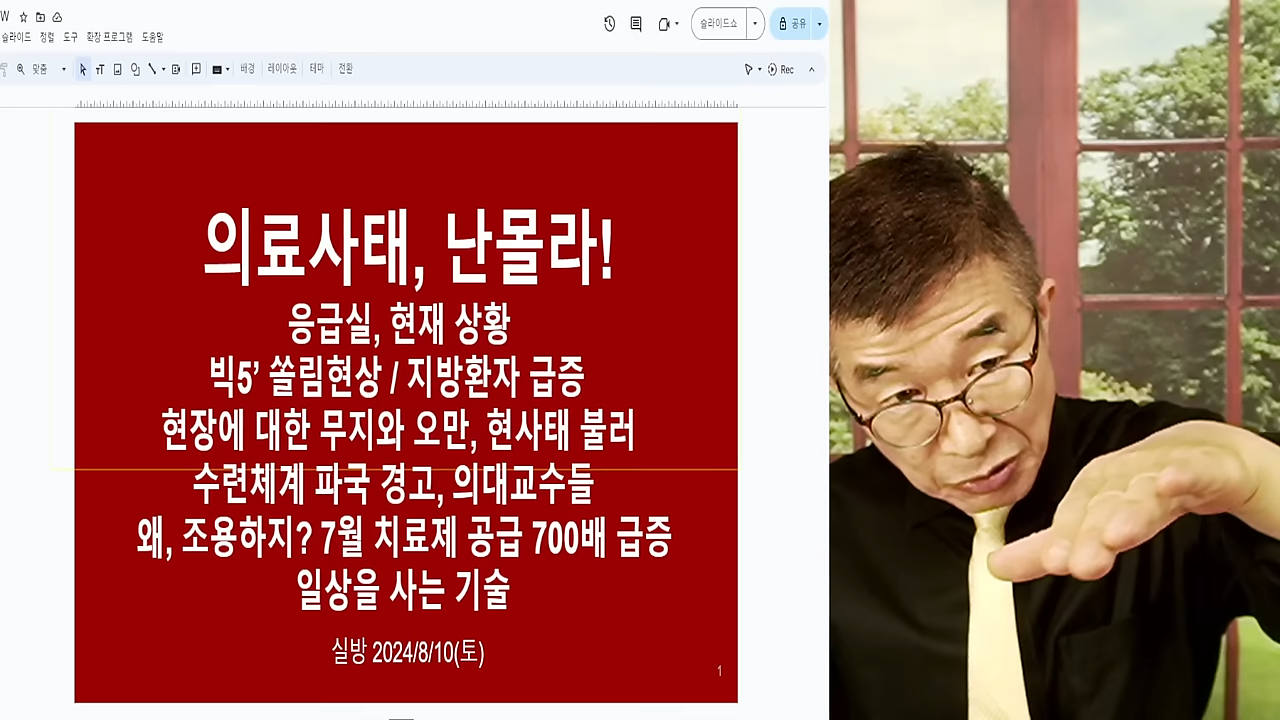 W
슬라이드 정렬 도구 확장 프로그램 도움말
슬라이드쇼
공유
맞춤
배경 레이아웃 테마 전환
Rec
의료사태, 난몰라!
응급실, 현재 상황
빅5’ 쏠림현상 / 지방환자 급증
현장에 대한 무지와 오만, 현사태 불러
수련체계 파국 경고, 의대교수들
왜, 조용하지? 7월 치료제 공급 700배 급증
일상을 사는 기술
실방 2024/8/10(토)
1